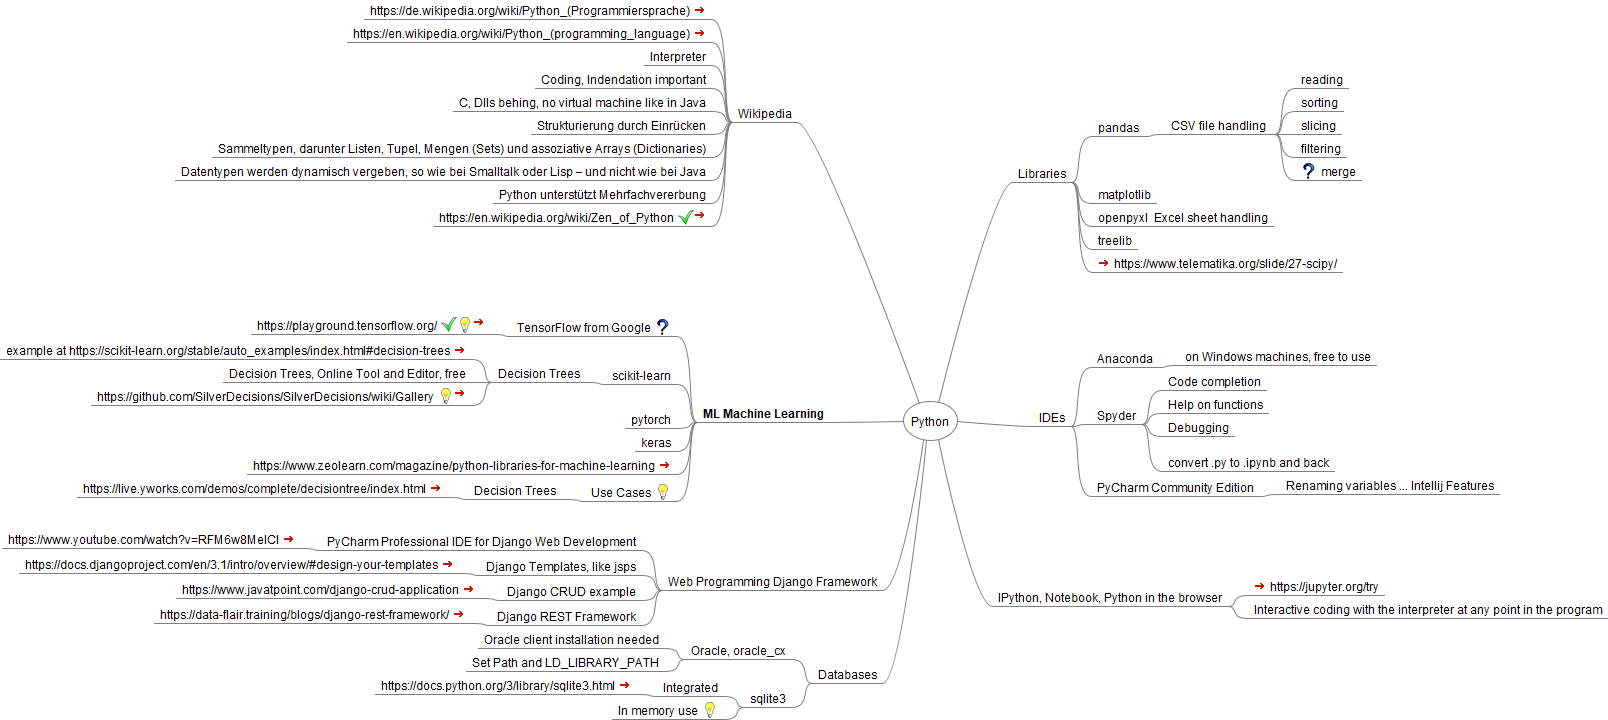 https://de.wikipedia.org/wiki/Python_(Programmiersprache)
https://en.wikipedia.org/wiki/Python_(programming_language)
Interpreter
Coding, Indendation important
C, Dlls behing, no virtual machine like in Java
Strukturierung durch Einrücken
Sammeltypen, darunter Listen, Tupel, Mengen (Sets) und assoziative Arrays (Dictionaries)
Datentypen werden dynamisch vergeben, so wie bei Smalltalk oder Lisp – und nicht wie bei Java
Python unterstützt Mehrfachvererbung
https://en.wikipedia.org/wiki/Zen_of_Python
Wikipedia
https://playground.tensorflow.org/
TensorFlow from Google
example at https://scikit-learn.org/stable/auto_examples/index.html#decision-trees
Decision Trees, Online Tool and Editor, free
https://github.com/SilverDecisions/SilverDecisions/wiki/Gallery
Decision Trees
scikit-learn
pytorch
keras
https://www.zeolearn.com/magazine/python-libraries-for-machine-learning
https://live.yworks.com/demos/complete/decisiontree/index.html
Decision Trees
Use Cases
ML Machine Learning
https://www.youtube.com/watch?v=RFM6w8MeICI
PyCharm Professional IDE for Django Web Development
https://docs.djangoproject.com/en/3.1/intro/overview/#design-your-templates
Django Templates, like jsps
https://www.javatpoint.com/django-crud-application
Django CRUD example
https://data-flair.training/blogs/django-rest-framework/
Django REST Framework
Web Programming Django Framework
Oracle client installation needed
Set Path and LD_LIBRARY_PATH
Oracle, oracle_cx
https://docs.python.org/3/library/sqlite3.html
Integrated
In memory use
sqlite3
Databases
Python
Libraries
pandas
CSV file handling
reading
sorting
slicing
filtering
merge
matplotlib
openpyxl  Excel sheet handling
treelib
https://www.telematika.org/slide/27-scipy/
IDEs
Anaconda
on Windows machines, free to use
Spyder
Code completion
Help on functions
Debugging
convert .py to .ipynb and back
PyCharm Community Edition
Renaming variables ... Intellij Features
IPython, Notebook, Python in the browser
https://jupyter.org/try
Interactive coding with the interpreter at any point in the program